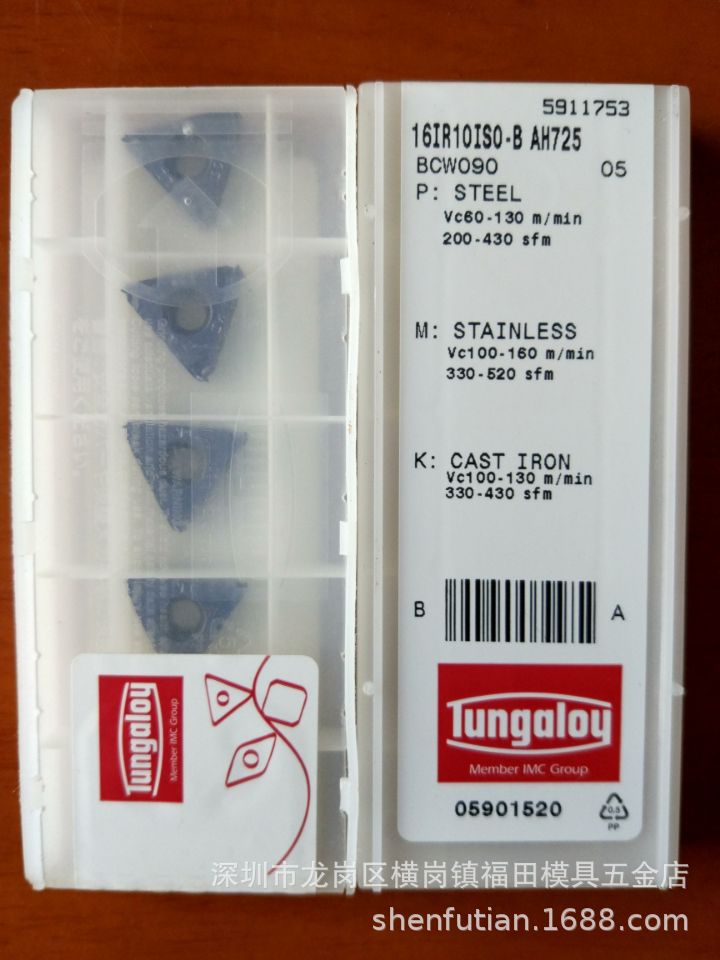 5911753
16IR10ISO-B AH725
BCW090 05
P: STEEL
Vc60-130 m/min
200-430 sfm
M: STAINLESS
Vc100-160 m/min
330-520 sfm
K: CAST IRON
Vc100-130 m/min
330-430 sfm
B A
Tungaloy
Member IMC Group
05901520
0.5
PP
Tungaloy
Member IMC Group
深圳市龙岗区横岗镇福田模具五金店
shenfutian.1688.com